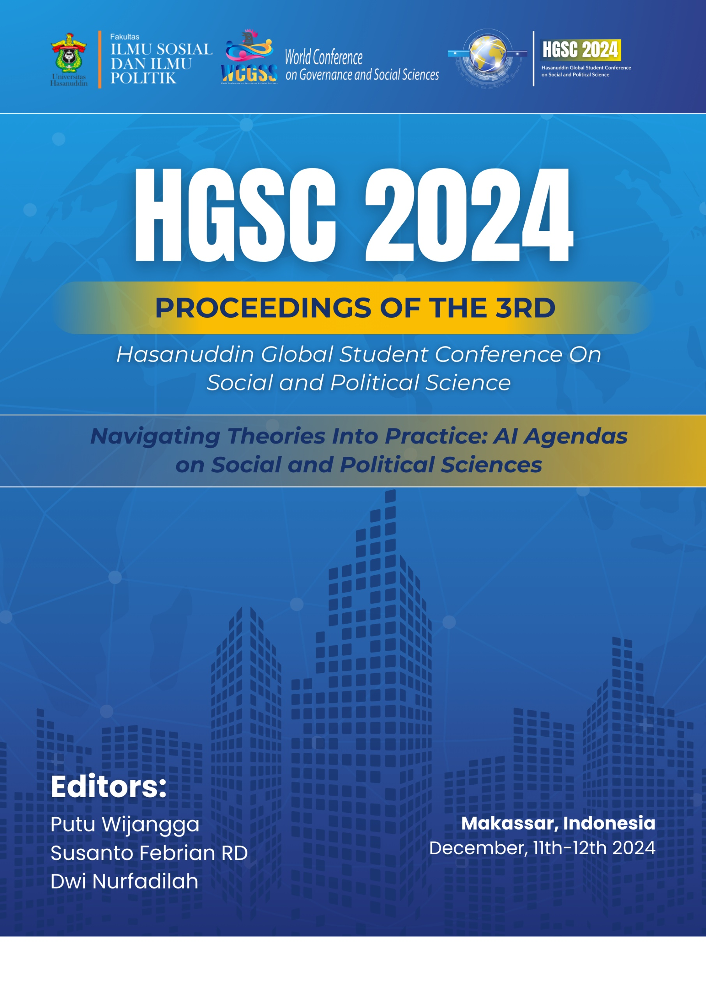 Universitas
Hasanuddin
Fakultas
ILMU SOSIAL
DAN ILMU
POLITIK
WCGSS
World Conference on Governance & Social Sciences
World Conference
on Governance and Social Sciences
HGSC 2024
Hasanuddin Global Student Conference
on Social and Political Science
HGSC 2024
PROCEEDINGS OF THE 3RD
Hasanuddin Global Student Conference On
Social and Political Science
Navigating Theories Into Practice: AI Agendas
on Social and Political Sciences
Editors:
Putu Wijangga
Susanto Febrian RD
Dwi Nurfadilah
Makassar, Indonesia
December, 11th-12th 2024